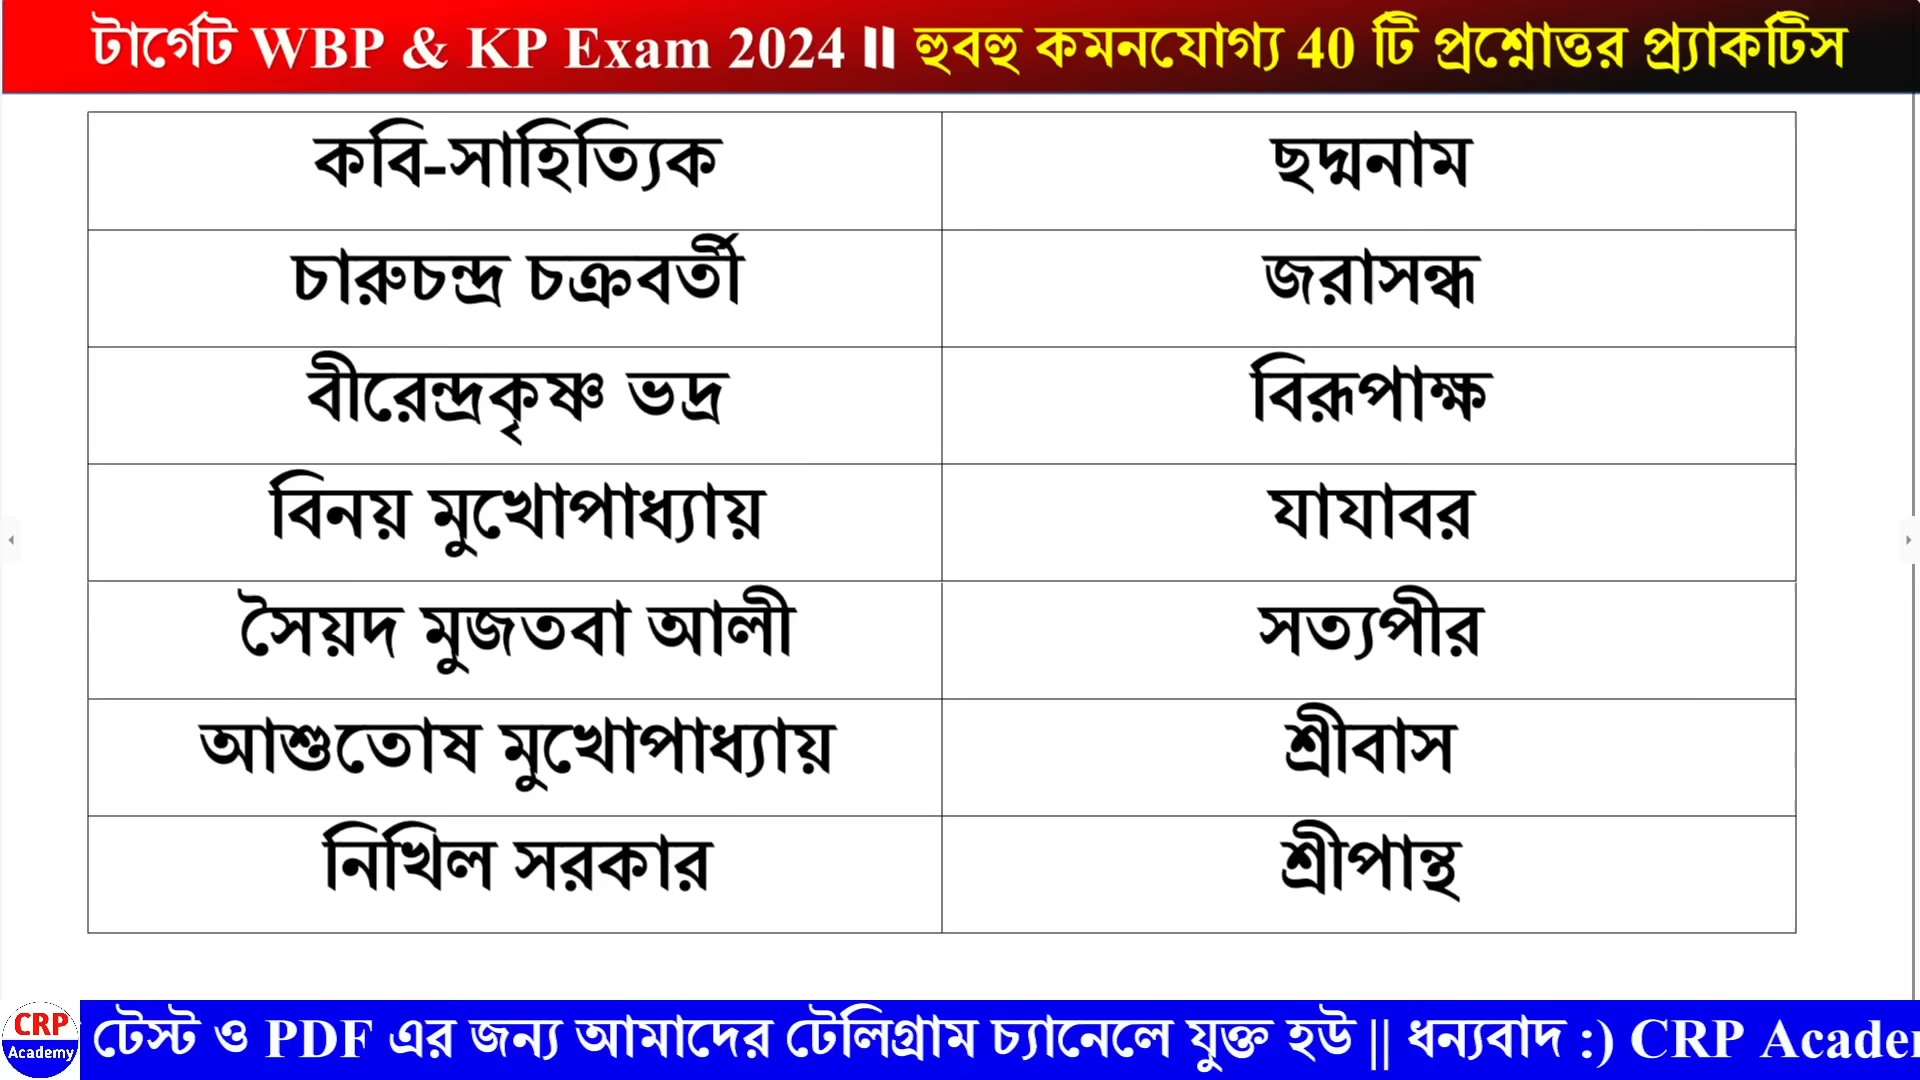 টার্গেট WBP & KP Exam 2024 II হুবহু কমনযোগ্য 40 টি প্রশ্নোত্তর প্র্যাকটিস
কবি-সাহিত্যিক ছদ্মনাম
চারুচন্দ্র চক্রবর্তী জরাসন্ধ
বীরেন্দ্রকৃষ্ণ ভদ্র বিরূপাক্ষ
বিনয় মুখোপাধ্যায় যাযাবর
সৈয়দ মুজতবা আলী সত্যপীর
আশুতোষ মুখোপাধ্যায় শ্রীবাস
নিখিল সরকার শ্রীপান্থ
CRP
Academy
টেস্ট ও PDF এর জন্য আমাদের টেলিগ্রাম চ্যানেলে যুক্ত হউ || ধন্যবাদ :) CRP Acade